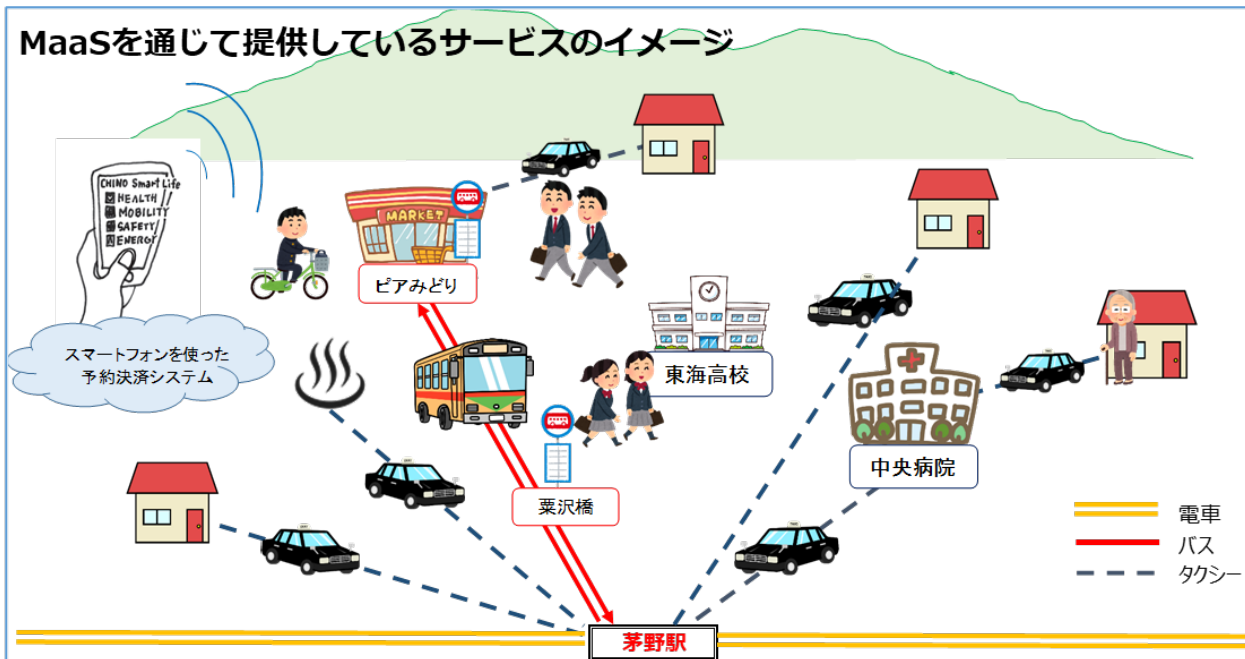 MaaSを通じて提供しているサービスのイメージ
CHINO Smart Life
HEALTH
MOBILITY
SAFETY
ENERGY
スマートフォンを使った
予約決済システム
MARKET
ピアみどり
東海高校
中央病院
粟沢橋
電車
バス
タクシー
茅野駅